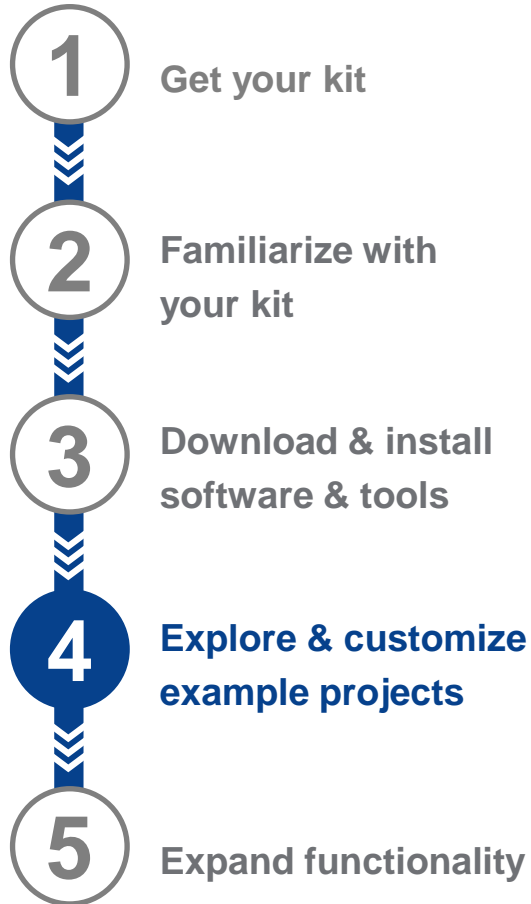 1
Get your kit
2
Familiarize with
your kit
3
Download & install
software & tools
4
Explore & customize
example projects
5
Expand functionality